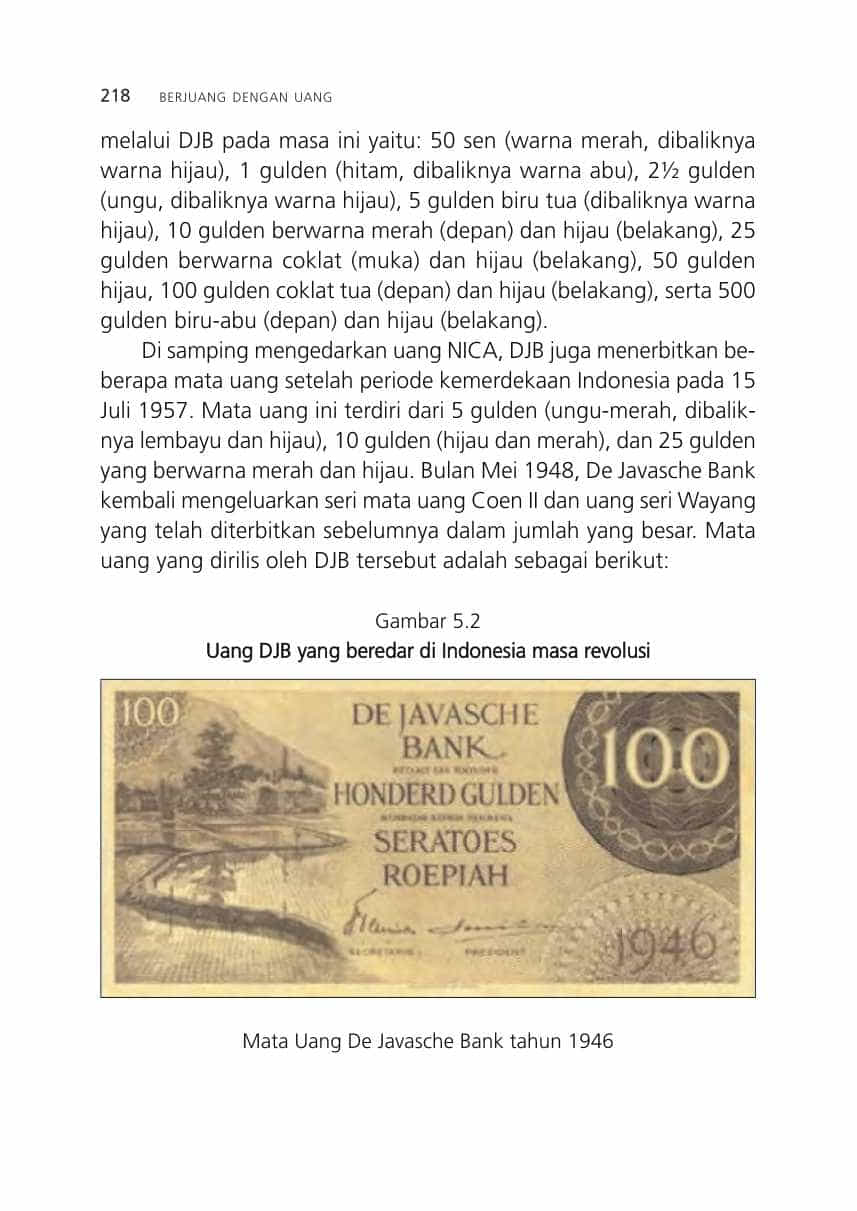 218 BERJUANG DENGAN UANG
melalui DJB pada masa ini yaitu: 50 sen (warna merah, dibaliknya
warna hijau), 1 gulden (hitam, dibaliknya warna abu), 2½ gulden
(ungu, dibaliknya warna hijau), 5 gulden biru tua (dibaliknya warna
hijau), 10 gulden berwarna merah (depan) dan hijau (belakang), 25
gulden berwarna coklat (muka) dan hijau (belakang), 50 gulden
hijau, 100 gulden coklat tua (depan) dan hijau (belakang), serta 500
gulden biru-abu (depan) dan hijau (belakang).
Di samping mengedarkan uang NICA, DJB juga menerbitkan be-
berapa mata uang setelah periode kemerdekaan Indonesia pada 15
Juli 1957. Mata uang ini terdiri dari 5 gulden (ungu-merah, dibalik-
nya lembayu dan hijau), 10 gulden (hijau dan merah), dan 25 gulden
yang berwarna merah dan hijau. Bulan Mei 1948, De Javasche Bank
kembali mengeluarkan seri mata uang Coen II dan uang seri Wayang
yang telah diterbitkan sebelumnya dalam jumlah yang besar. Mata
uang yang dirilis oleh DJB tersebut adalah sebagai berikut:
Gambar 5.2
Uang DJB yang beredar di Indonesia masa revolusi
100
DE JAVASCHE
BANK
100
HONDERD GULDEN
SERATOES
ROEPIAH
SECRETARIS PRESIDENT
1946
Mata Uang De Javasche Bank tahun 1946